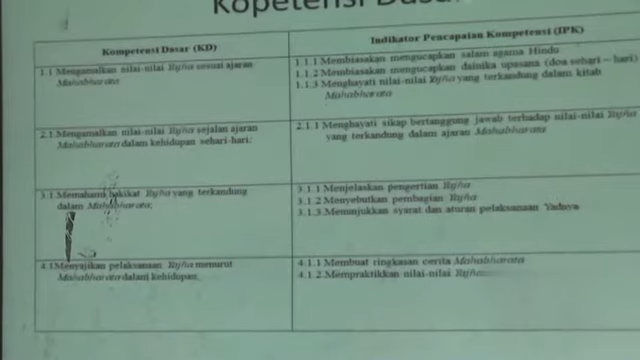 Kopetensi Dasar
Kompetensi Dasar (KD)
Indikator Pencapaian Kompetensi (IPK)
1.1 Mengamalkan nilai-nilai Yajña sesuai ajaran
Mahabharata
1.1.1 Membiasakan mengucapkan salam agama Hindu
1.1.2 Membiasakan mengucapkan dainika upasana (doa sehari – hari)
1.1.3 Menghayati nilai-nilai Yajña yang terkandung dalam kitab
Mahabharata
2.1 Mengamalkan nilai-nilai Yajña sejalan ajaran
Mahabharata dalam kehidupan sehari-hari;
2.1.1 Menghayati sikap bertanggung jawab terhadap nilai-nilai Yajña
yang terkandung dalam ajaran Mahabharata
3.1 Memahami hakikat Yajña yang terkandung
dalam Mahabharata;
3.1.1 Menjelaskan pengertian Yajña
3.1.2 Menyebutkan pembagian Yajña
3.1.3 Menunjukkan syarat dan aturan pelaksanaan Yadnya
4.1 Menyajikan pelaksanaan Yajña menurut
Mahabharata dalam kehidupan;
4.1.1 Membuat ringkasan cerita Mahabharata
4.1.2 Mempraktikkan nilai-nilai Yajña